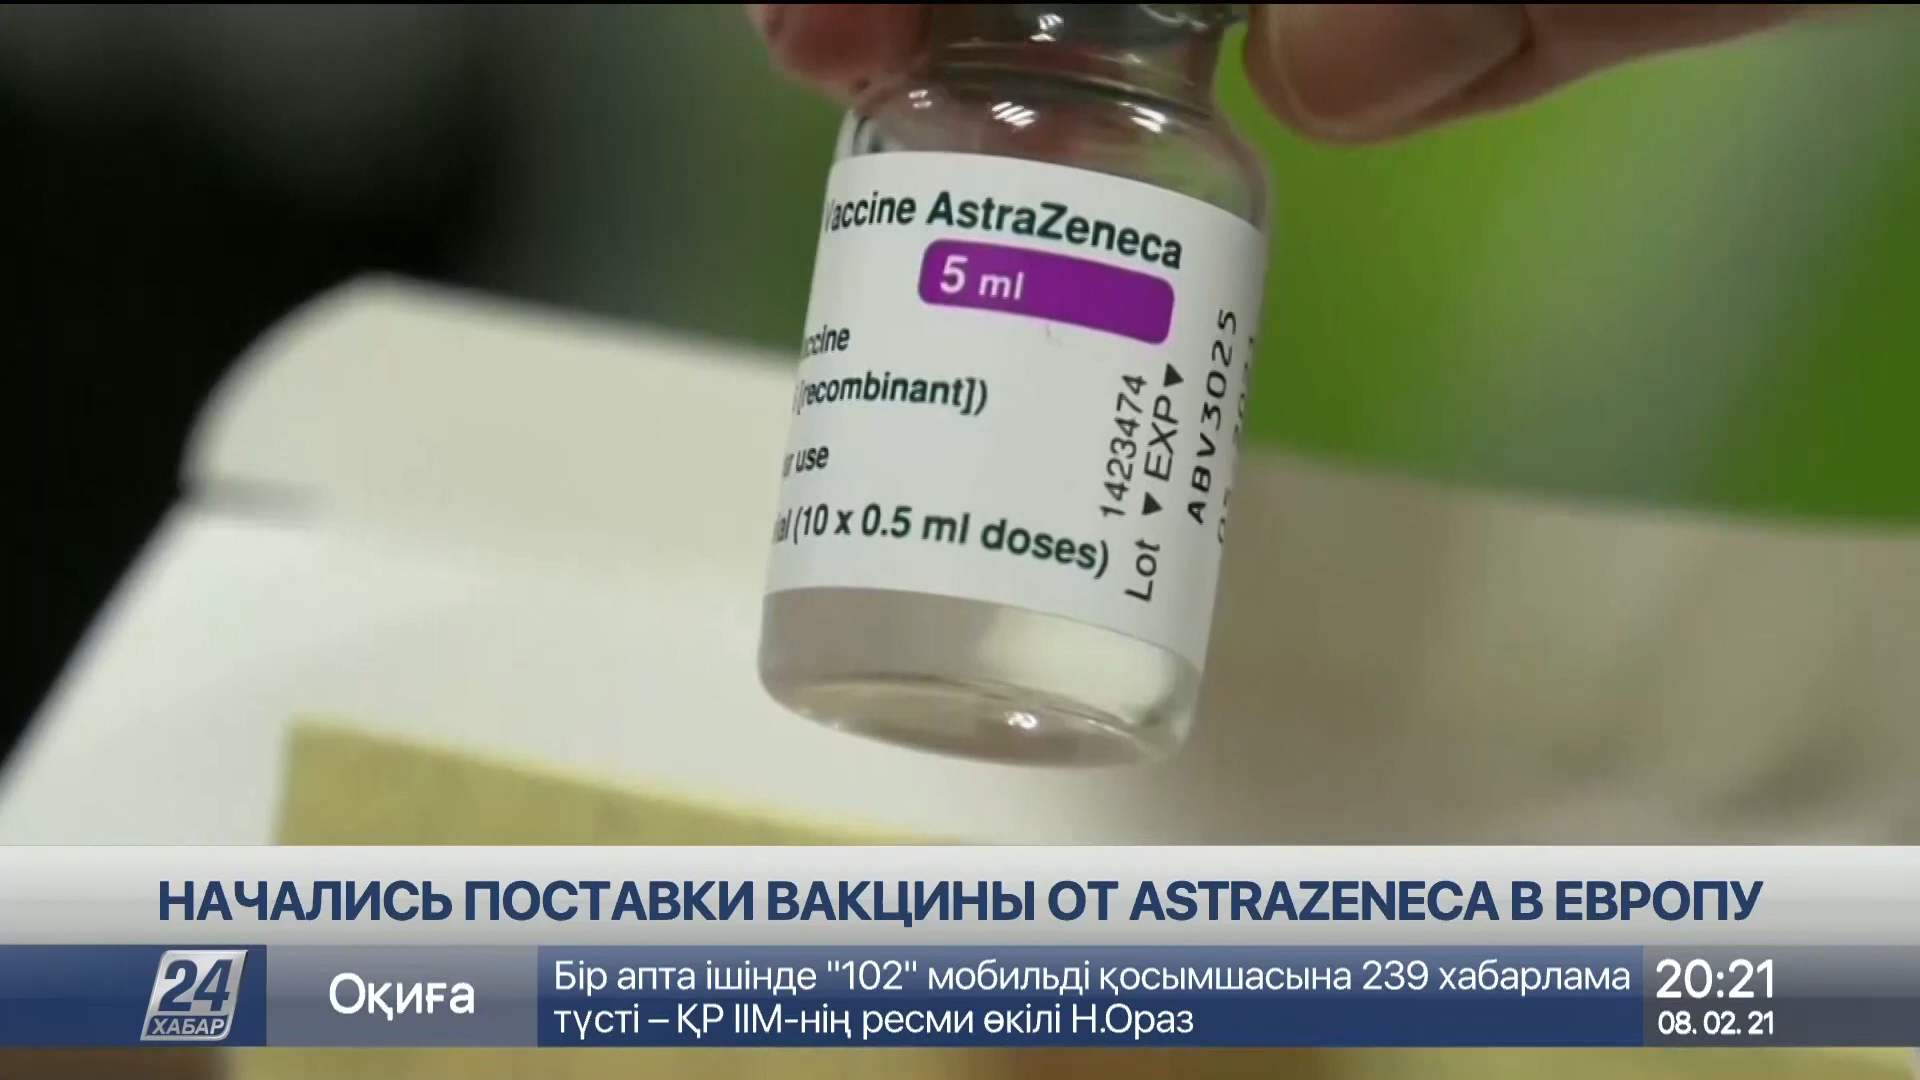 Vaccine AstraZeneca
5 ml
[recombinant])
use
(10 x 0.5 ml doses)
1423474
Lot ▼ EXP ▼
ABV3025
НАЧАЛИСЬ ПОСТАВКИ ВАКЦИНЫ ОТ ASTRAZENECA В ЕВРОПУ
24
ХАБАР
Оқиға
Бір апта ішінде "102" мобильді қосымшасына 239 хабарлама
түсті – ҚР ІІМ-нің ресми өкілі Н.Ораз
20:21
08. 02. 21